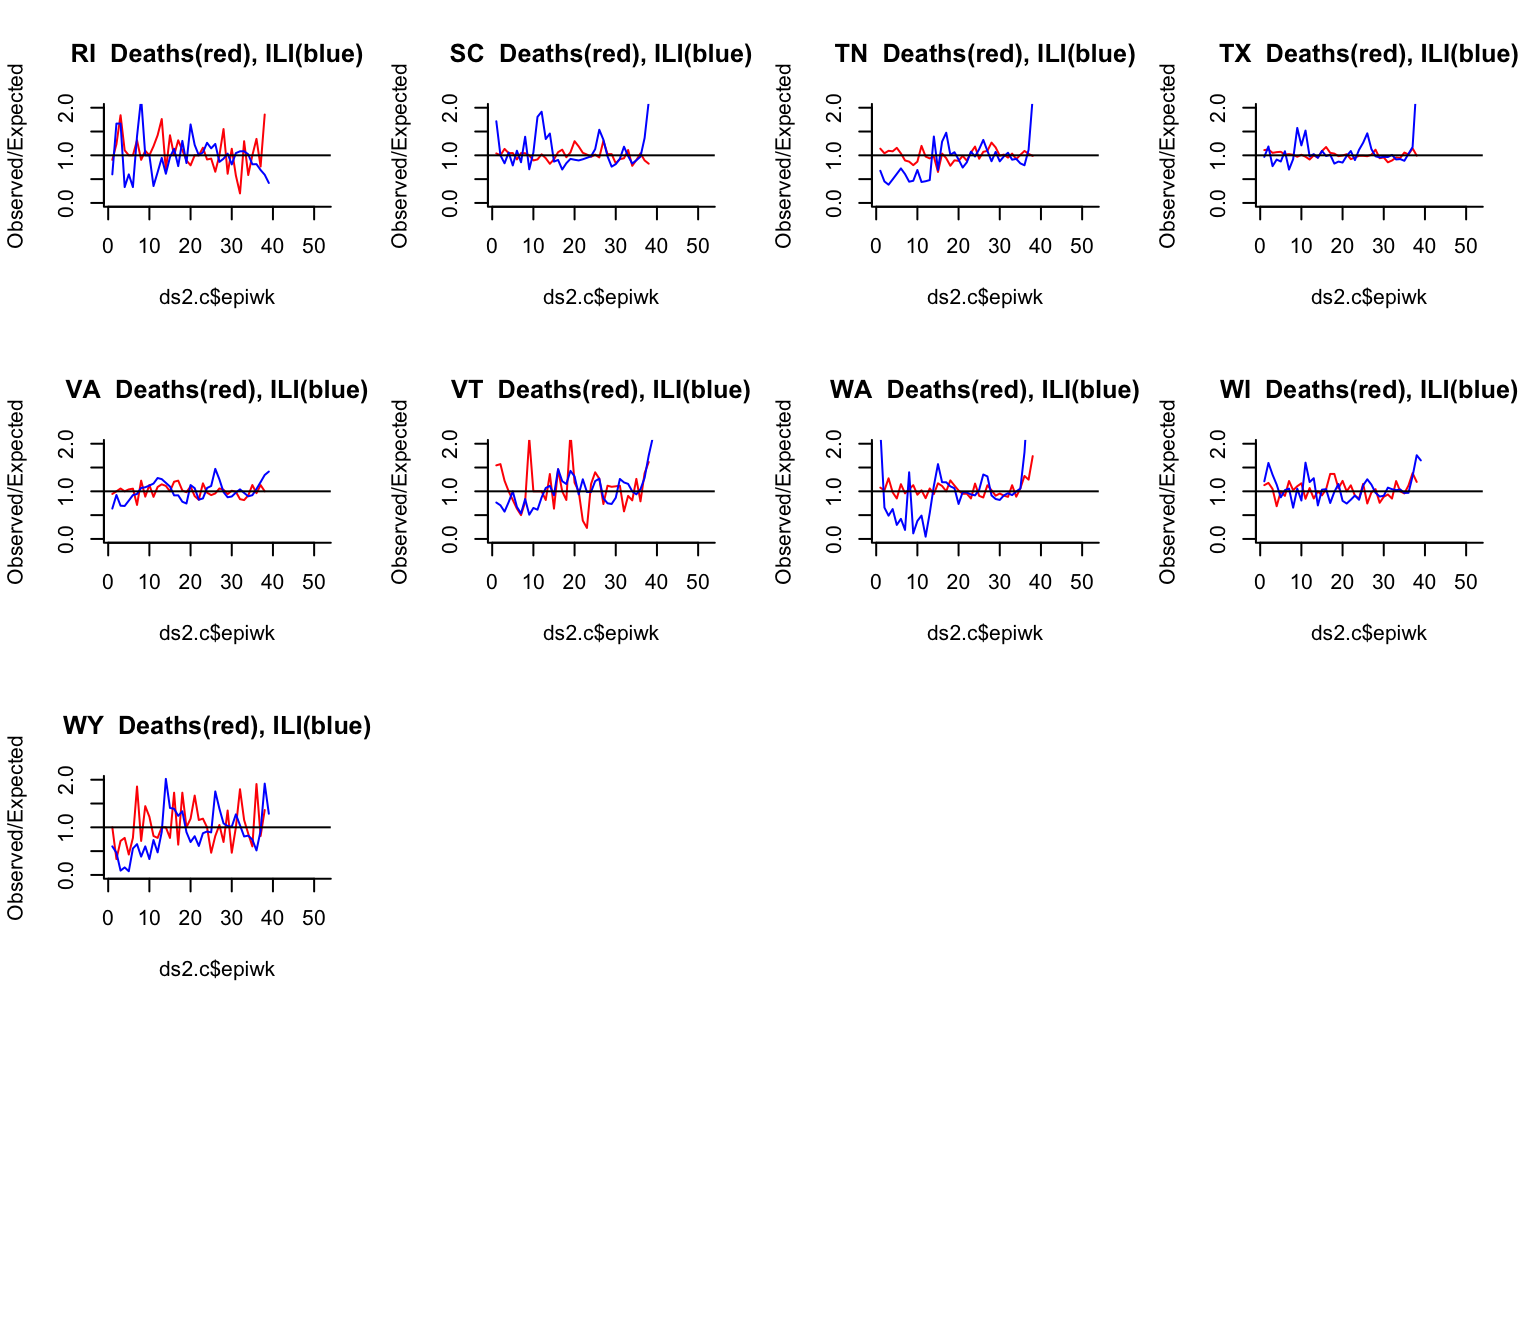 RI Deaths(red), ILI(blue)
Observed/Expected
2.0
1.0
0.0
0 10 20 30 40 50
ds2.c$epiwk
SC Deaths(red), ILI(blue)
Observed/Expected
2.0
1.0
0.0
0 10 20 30 40 50
ds2.c$epiwk
TN Deaths(red), ILI(blue)
Observed/Expected
2.0
1.0
0.0
0 10 20 30 40 50
ds2.c$epiwk
TX Deaths(red), ILI(blue)
Observed/Expected
2.0
1.0
0.0
0 10 20 30 40 50
ds2.c$epiwk
VA Deaths(red), ILI(blue)
Observed/Expected
2.0
1.0
0.0
0 10 20 30 40 50
ds2.c$epiwk
VT Deaths(red), ILI(blue)
Observed/Expected
2.0
1.0
0.0
0 10 20 30 40 50
ds2.c$epiwk
WA Deaths(red), ILI(blue)
Observed/Expected
2.0
1.0
0.0
0 10 20 30 40 50
ds2.c$epiwk
WI Deaths(red), ILI(blue)
Observed/Expected
2.0
1.0
0.0
0 10 20 30 40 50
ds2.c$epiwk
WY Deaths(red), ILI(blue)
Observed/Expected
2.0
1.0
0.0
0 10 20 30 40 50
ds2.c$epiwk